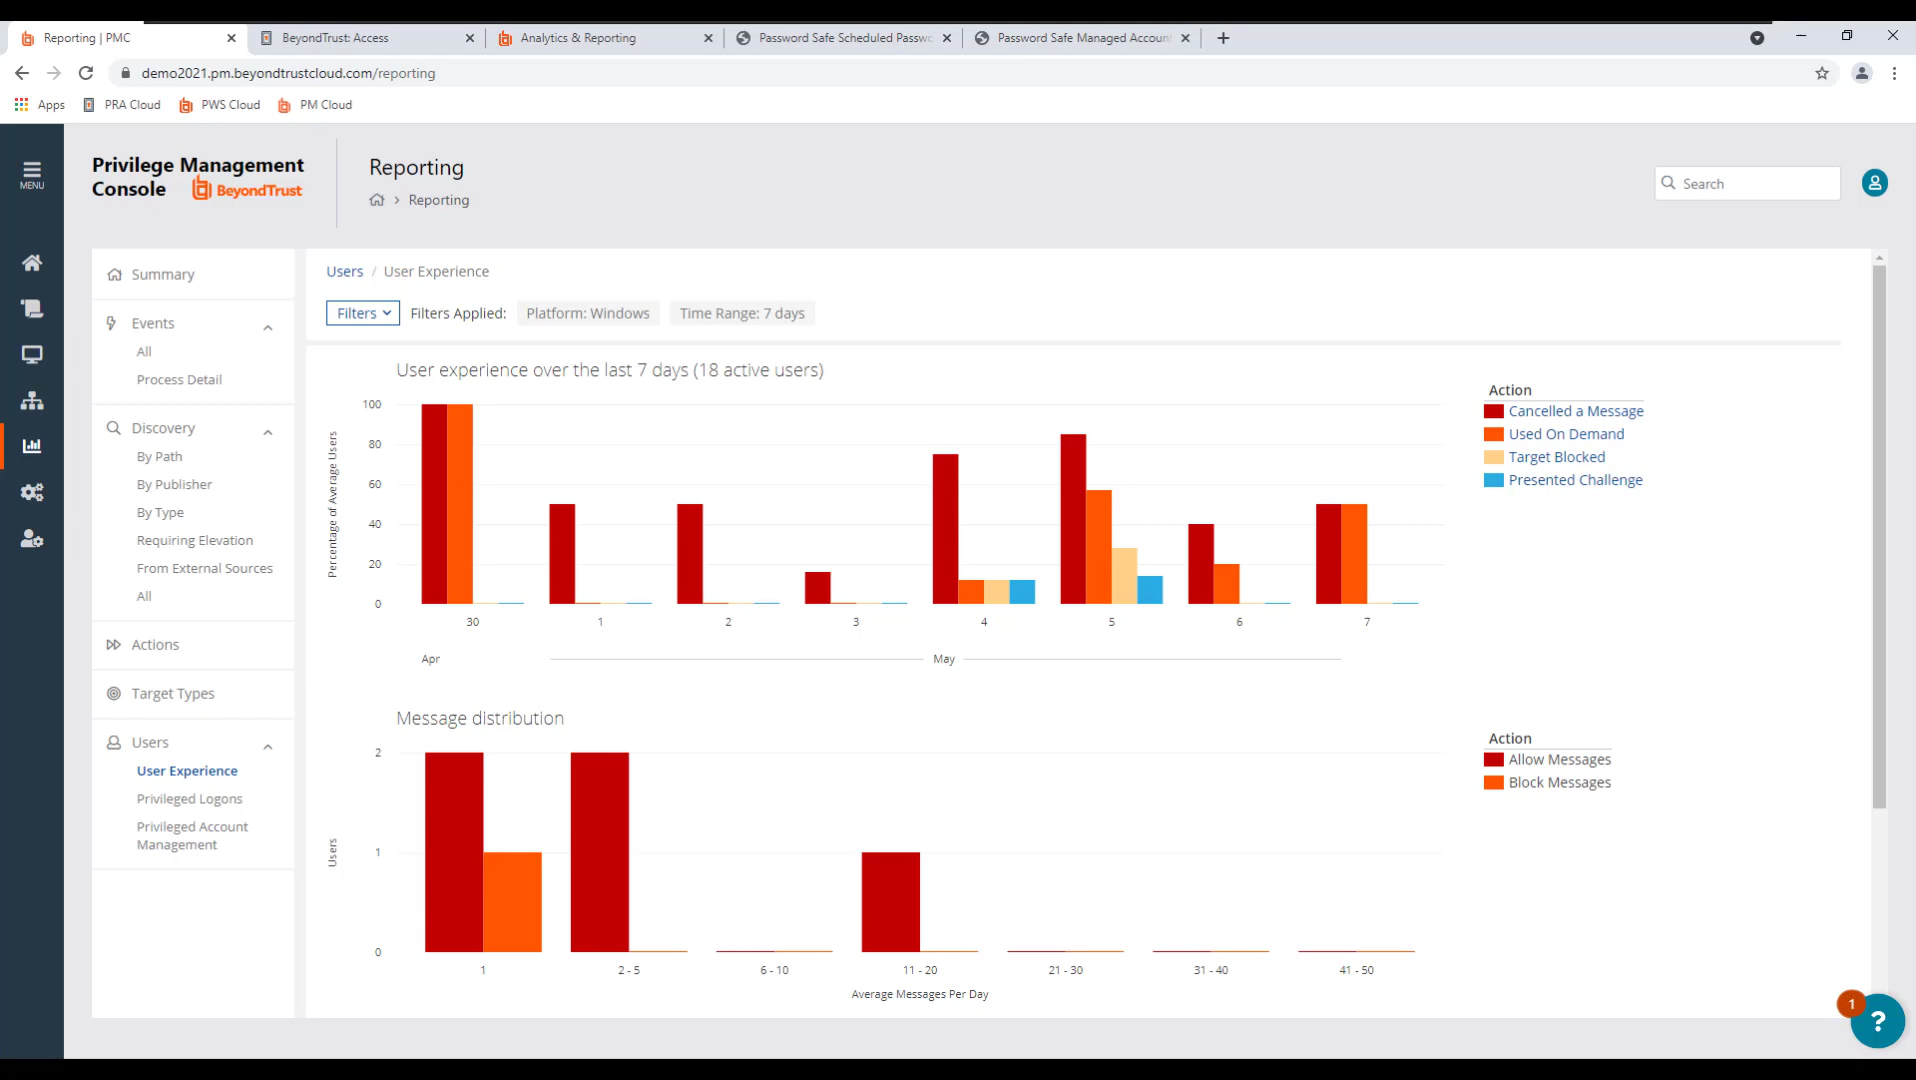 Reporting | PMC
BeyondTrust: Access
Analytics & Reporting
Password Safe Scheduled Passwo
Password Safe Managed Accoun
demo2021.pm.beyondtrustcloud.com/reporting
Apps
PRA Cloud
PWS Cloud
PM Cloud
MENU
Privilege Management
Console
BeyondTrust
Reporting
Reporting
Search
Summary
Events
All
Process Detail
Discovery
By Path
By Publisher
By Type
Requiring Elevation
From External Sources
All
Actions
Target Types
Users
User Experience
Privileged Logons
Privileged Account
Management
Users / User Experience
Filters
Filters Applied:
Platform: Windows
Time Range: 7 days
User experience over the last 7 days (18 active users)
Percentage of Average Users
100
80
60
40
20
0
30
1
2
3
4
5
6
7
Apr
May
Action
Cancelled a Message
Used On Demand
Target Blocked
Presented Challenge
Message distribution
Users
2
1
0
1
2 - 5
6 - 10
11 - 20
21 - 30
31 - 40
41 - 50
Average Messages Per Day
Action
Allow Messages
Block Messages
1
?